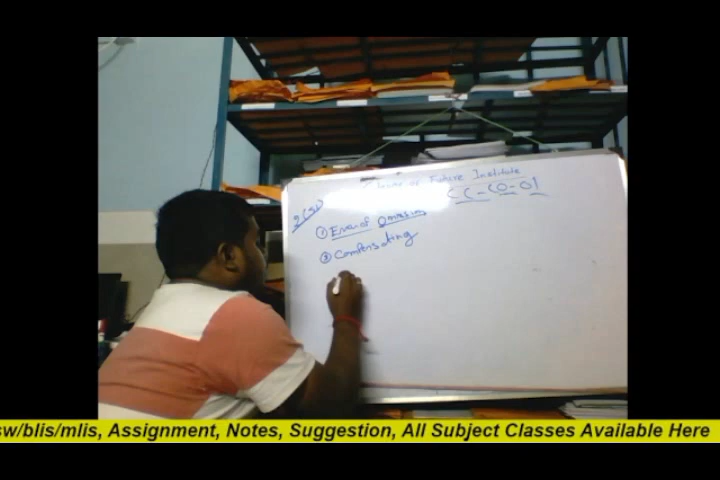 Future Institute
CC-CO-01
① Error of Omission
② Compensating
sw/blis/mlis, Assignment, Notes, Suggestion, All Subject Classes Available Here